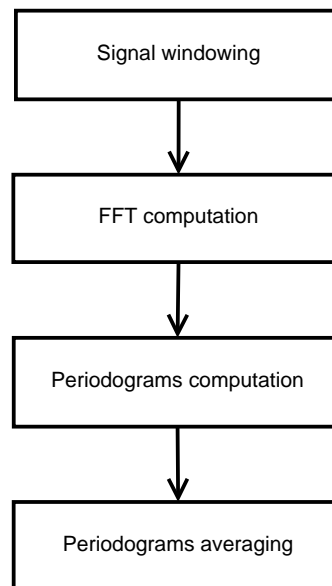 Signal windowing
FFT computation
Periodograms computation
Periodograms averaging